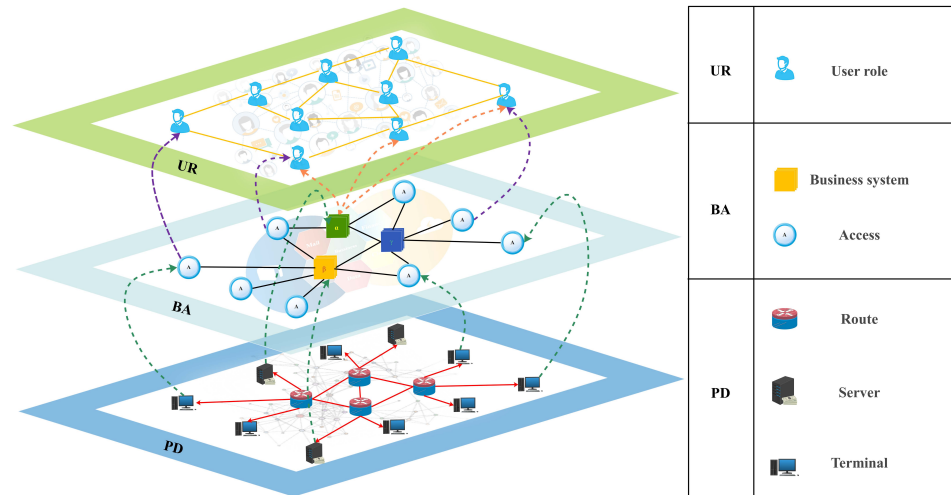 UR
BA
PD
α
β
γ
A
A
A
A
A
A
A
A
UR
User role
BA
Business system
A
Access
PD
Route
Server
Terminal